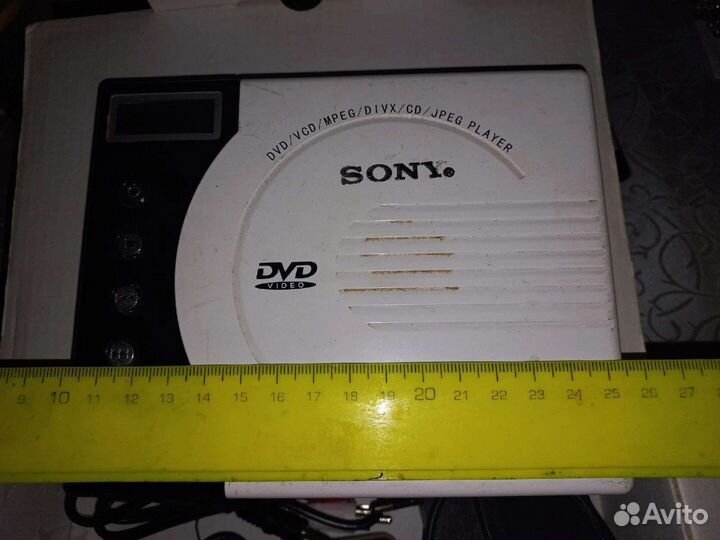 DVD/VCD/MPEG/DIVX/CD/JPEG PLAYER
SONY®
DVD
VIDEO
9 10 11 12 13 14 15 16 17 18 19 20 21 22 23 24 25 26 27
Avito